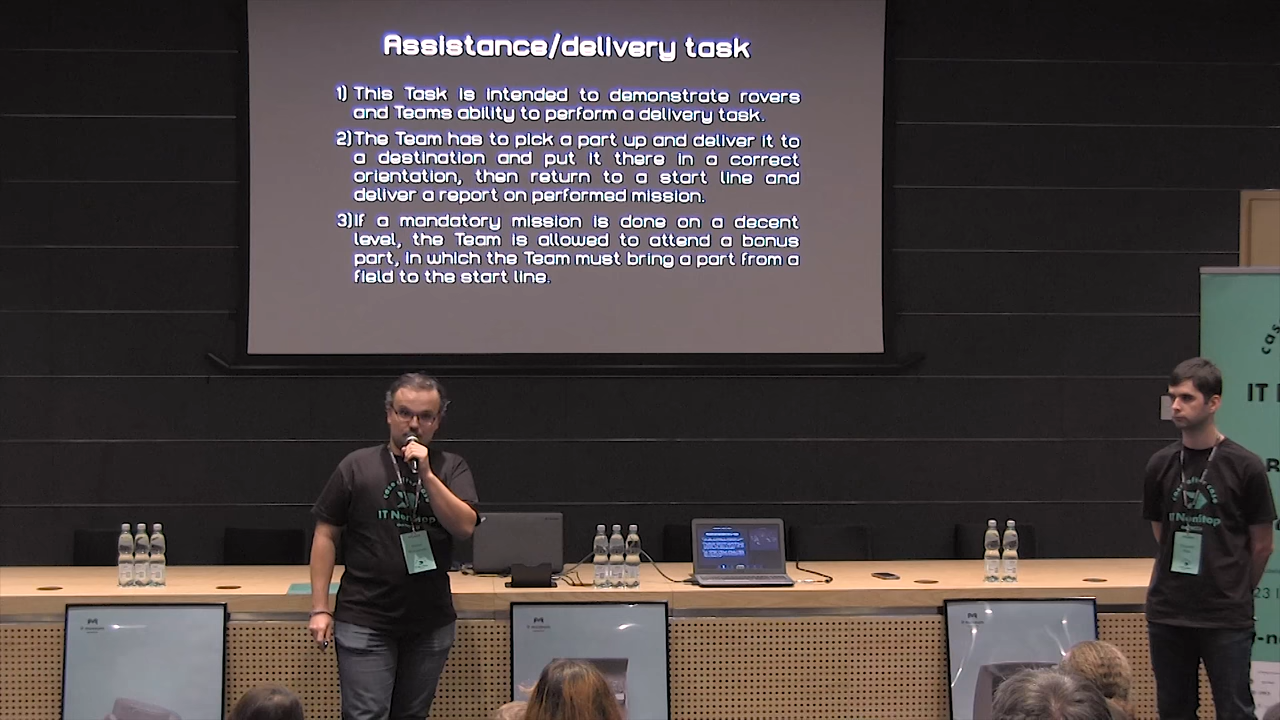 Assistance/delivery task
1) This Task is intended to demonstrate rovers
and Teams ability to perform a delivery task.
2) The Team has to pick a part up and deliver it to
a destination and put it there in a correct
orientation, then return to a start line and
deliver a report on performed mission.
3) If a mandatory mission is done on a decent
level, the Team is allowed to attend a bonus
part, in which the Team must bring a part from a
field to the start line.
IT NonStop
case after case
IT NonStop
IT
23